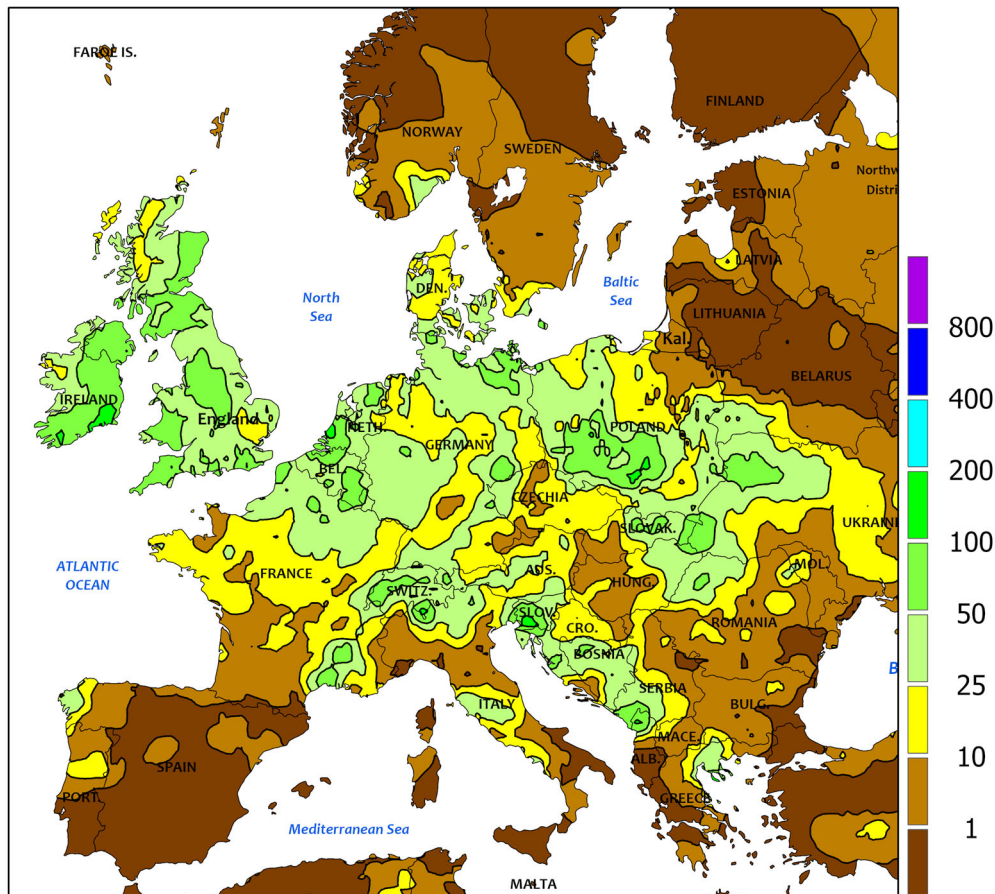 FAROE IS.
FINLAND
NORWAY
SWEDEN
Northw
Distri
ESTONIA
LATVIA
DEN.
North
Sea
Baltic
Sea
LITHUANIA
Kal.
BELARUS
IRELAND
England
NETH.
GERMANY
POLAND
BEL.
CZECHIA
SLOVAK.
UKRAINI
ATLANTIC
OCEAN
FRANCE
AUS.
HUNG.
MOL.
SWITZ.
SLOV.
CRO.
ROMANIA
BOSNIA
B
ITALY
SERBIA
BULG.
MACE.
ALB.
SPAIN
PORT.
GREECE
Mediterranean Sea
MALTA
800
400
200
100
50
25
10
1